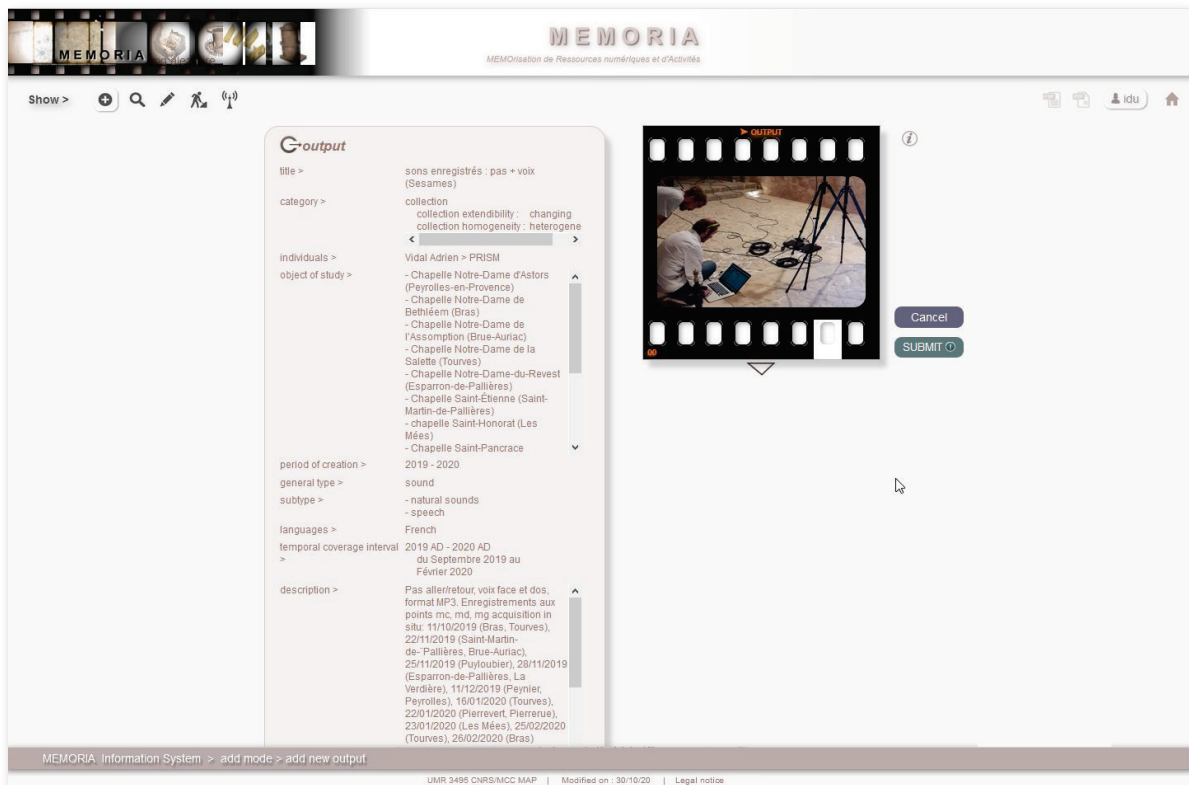 MEMORIA
MEMORIA
MEMOrisation de Ressources numériques et d'Activités
Show >
idu
output
title >
sons enregistrés : pas + voix
(Sesames)
category >
collection
collection extendibility : changing
collection homogeneity : heterogene
individuals >
Vidal Adrien > PRISM
object of study >
- Chapelle Notre-Dame d'Astors
(Peyrolles-en-Provence)
- Chapelle Notre-Dame de
Bethléem (Bras)
- Chapelle Notre-Dame de
l'Assomption (Brue-Auriac)
- Chapelle Notre-Dame de la
Salette (Tourves)
- Chapelle Notre-Dame-du-Revest
(Esparron-de-Pallières)
- Chapelle Saint-Étienne (Saint-
Martin-de-Pallières)
- chapelle Saint-Honorat (Les
Mées)
- Chapelle Saint-Pancrace
period of creation >
2019 - 2020
general type >
sound
subtype >
- natural sounds
- speech
languages >
French
temporal coverage interval
>
2019 AD - 2020 AD
du Septembre 2019 au
Février 2020
description >
Pas aller/retour, voix face et dos,
format MP3. Enregistrements aux
points mc, md, mg acquisition in
situ: 11/10/2019 (Bras, Tourves),
22/11/2019 (Saint-Martin-
de-¨Pallières, Brue-Auriac),
25/11/2019 (Puyloubier), 28/11/2019
(Esparron-de-Pallières, La
Verdière), 11/12/2019 (Peynier,
Peyrolles), 16/01/2020 (Tourves),
22/01/2020 (Pierrevert, Pierrerue),
23/01/2020 (Les Mées), 25/02/2020
(Tourves), 26/02/2020 (Bras)
➤ OUTPUT
Cancel
SUBMIT
MEMORIA Information System > add mode > add new output
UMR 3495 CNRS/MCC MAP | Modified on : 30/10/20 | Legal notice